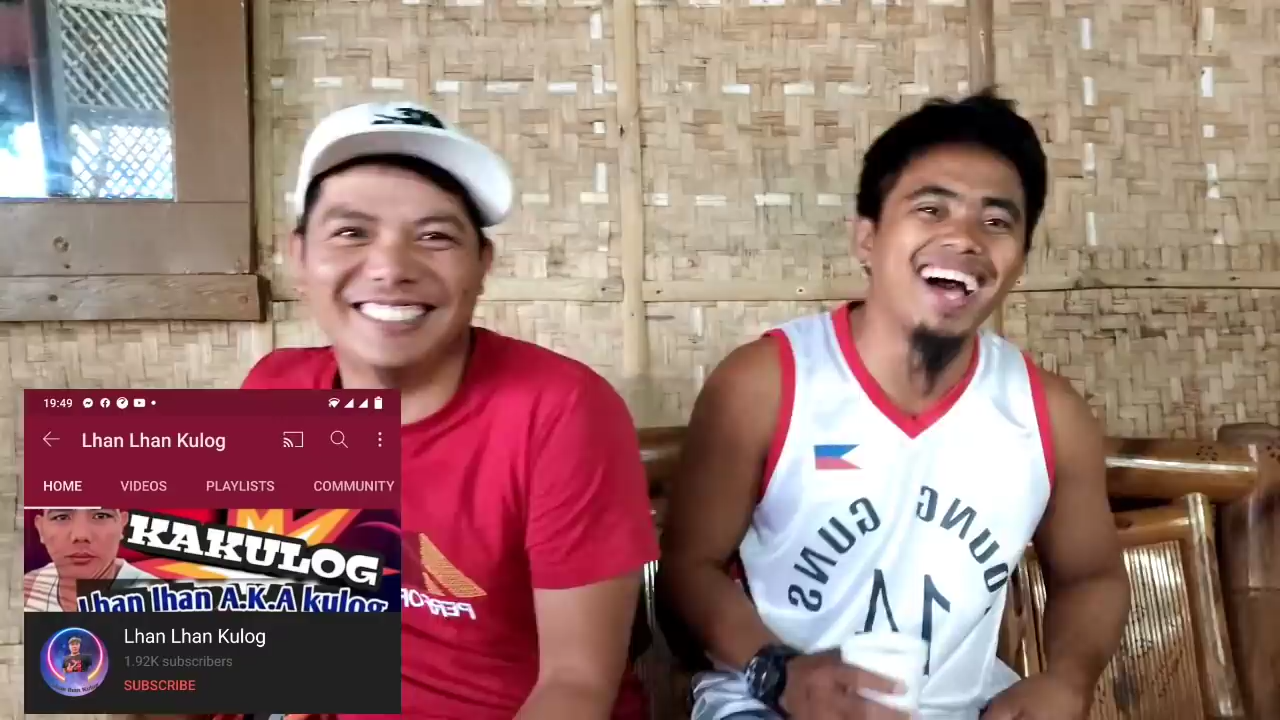 19:49
Lhan Lhan Kulog
HOME VIDEOS PLAYLISTS COMMUNITY
KAKULOG
Lhan lhan A.K.A kulog
Lhan Lhan Kulog
1.92K subscribers
SUBSCRIBE
YOUNG GUNS